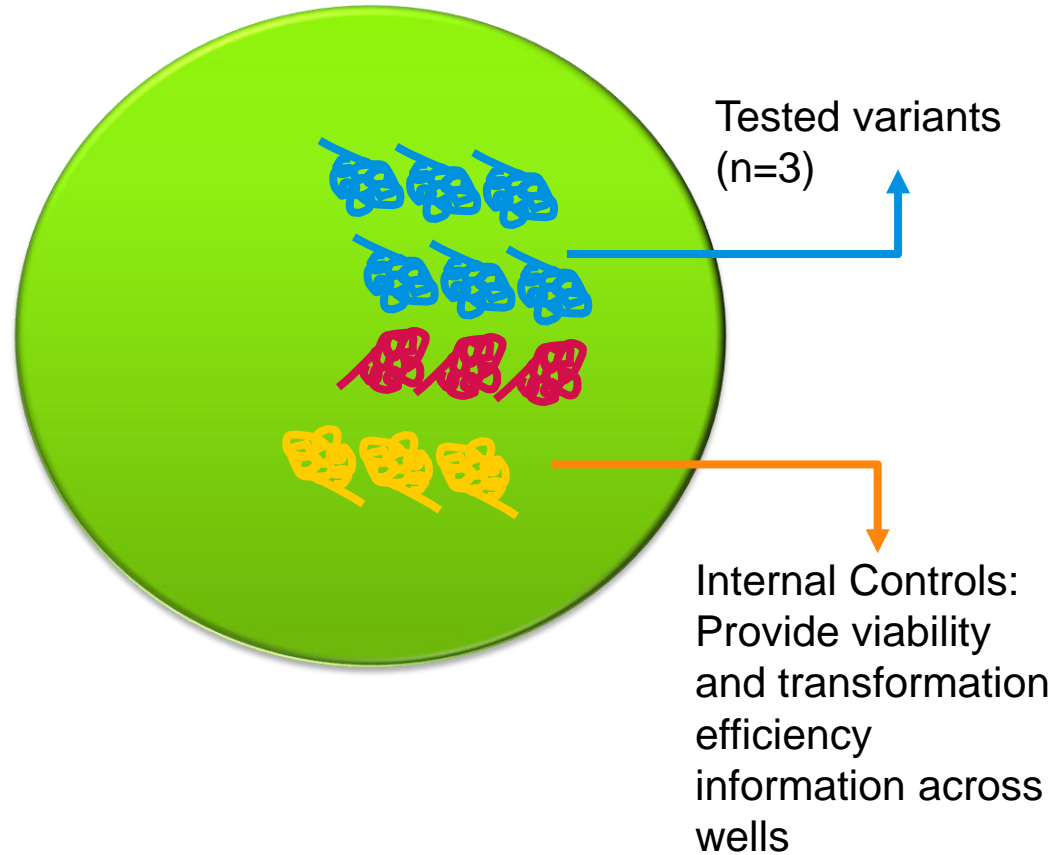 Tested variants
(n=3)
Internal Controls:
Provide viability
and transformation
efficiency
information across
wells